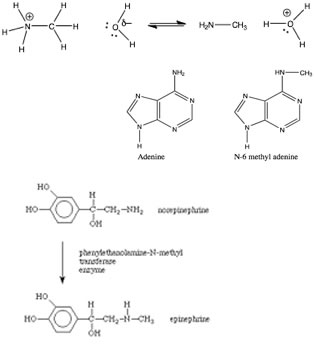 H H H H
N C H
H H
⊕
H
O δ−
H
H₂N—CH₃
⊕
H
O
H H
NH₂
N N
N N
H
Adenine
HN—CH₃
N N
N N
H
N-6 methyl adenine
HO
H
HO C—CH₂—NH₂ norepinephrine
OH
phenylethanolamine-N-methyl
transferase
enzyme
HO
H H
HO C—CH₂—N—CH₃ epinephrine
OH